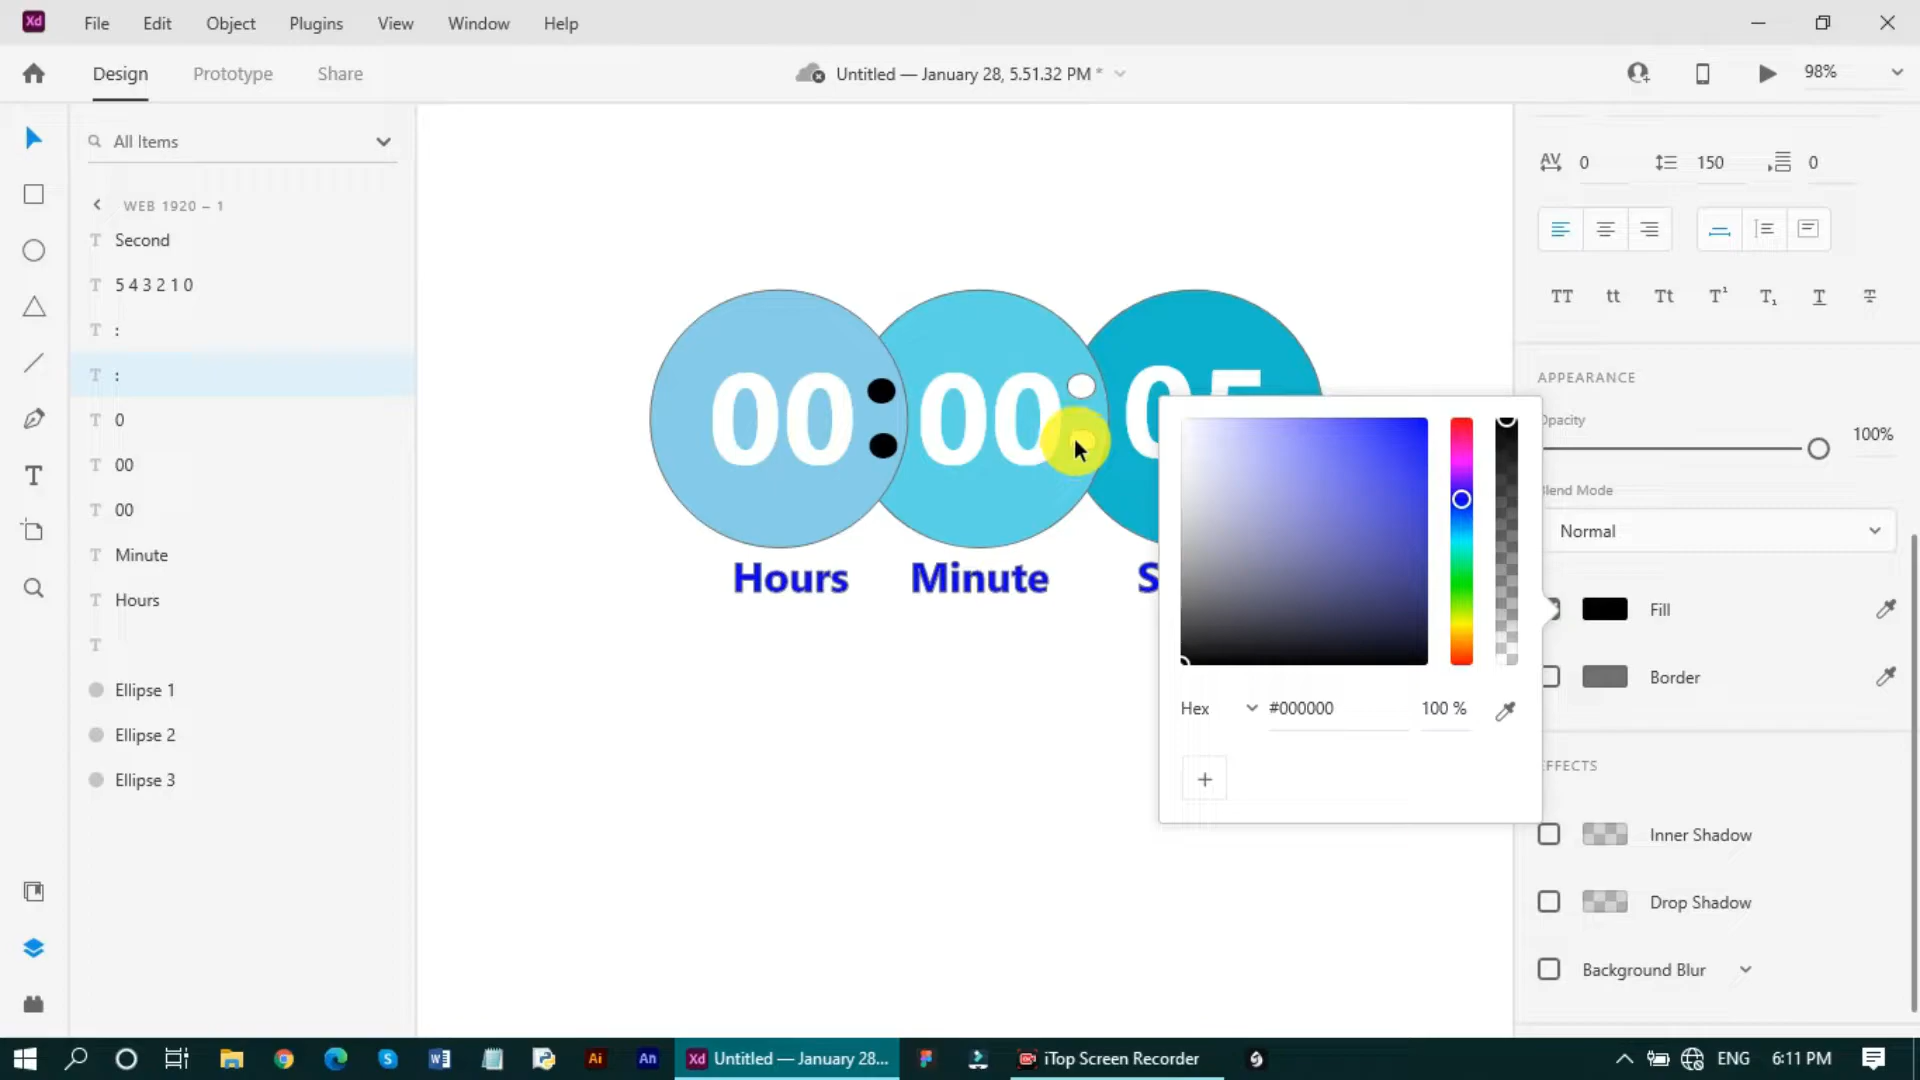 Xd File Edit Object Plugins View Window Help
Design Prototype Share Untitled — January 28, 5.51.32 PM * 98%
All Items
WEB 1920 – 1
Second
5 4 3 2 1 0
:
:
0
00
00
Minute
Hours
Ellipse 1
Ellipse 2
Ellipse 3
00:00:05
Hours Minute S
AV 0 150 0
TT tt Tt T¹ T₁ T T
APPEARANCE
Opacity
100%
Blend Mode
Normal
Fill
Border
Hex #000000 100 %
+
EFFECTS
Inner Shadow
Drop Shadow
Background Blur
Ai An Xd Untitled — January 28... iTop Screen Recorder ENG 6:11 PM